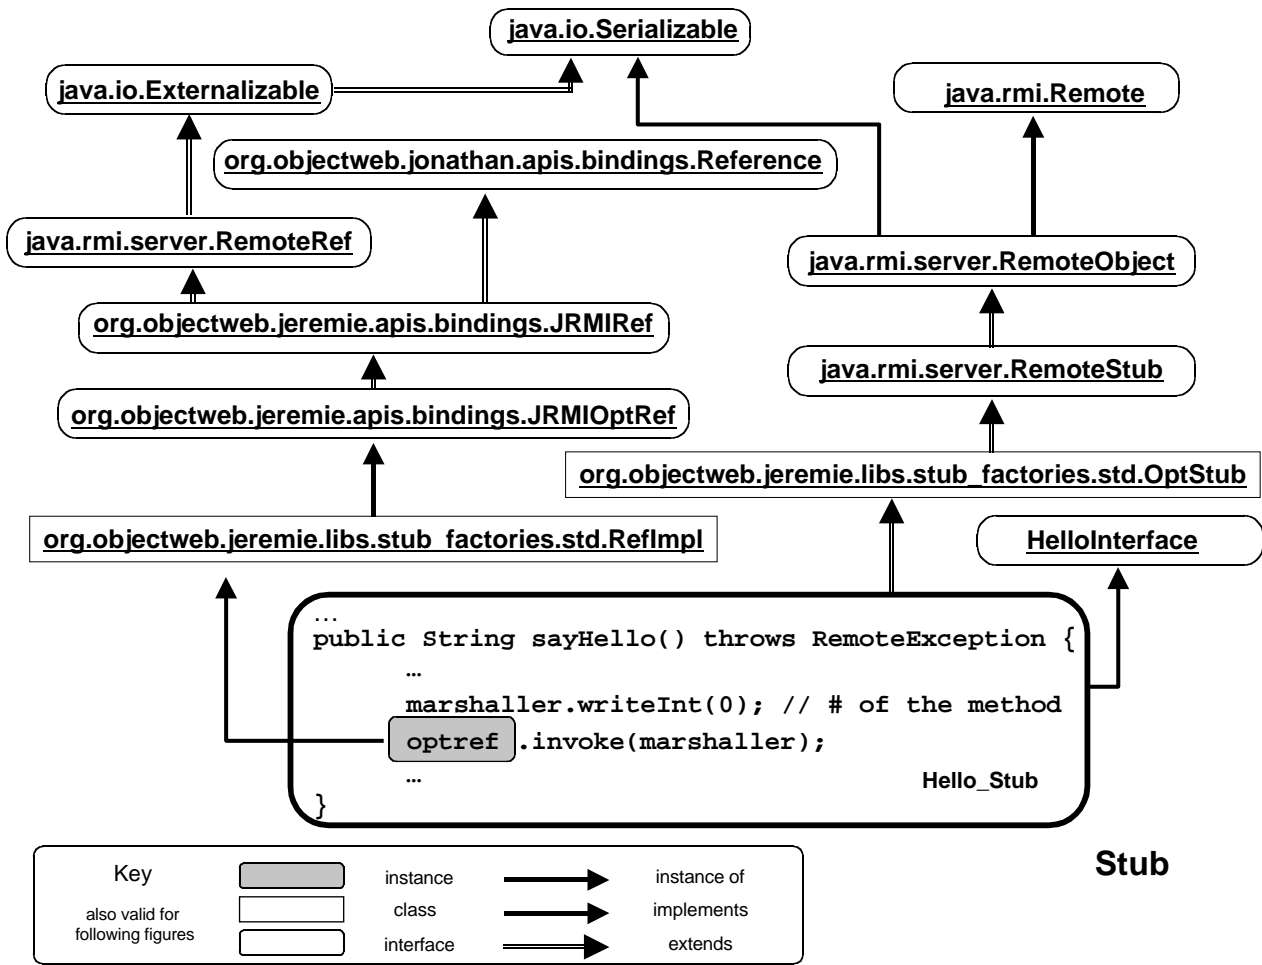 java.io.Serializable
java.io.Externalizable
java.rmi.Remote
org.objectweb.jonathan.apis.bindings.Reference
java.rmi.server.RemoteRef
java.rmi.server.RemoteObject
org.objectweb.jeremie.apis.bindings.JRMIRef
java.rmi.server.RemoteStub
org.objectweb.jeremie.apis.bindings.JRMIOptRef
org.objectweb.jeremie.libs.stub_factories.std.OptStub
org.objectweb.jeremie.libs.stub_factories.std.RefImpl
HelloInterface
…
public String sayHello() throws RemoteException {
…
marshaller.writeInt(0); // # of the method
optref .invoke(marshaller);
…
Hello_Stub
}
Stub
Key
also valid for
following figures
instance
instance of
class
implements
interface
extends